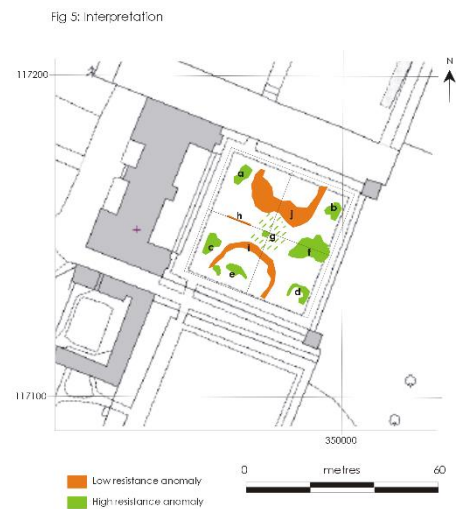 Fig 5: Interpretation
N
117200
a
b
j
h
g
c
i
f
e
d
117100
350000
0 metres 60
Low resistance anomaly
High resistance anomaly